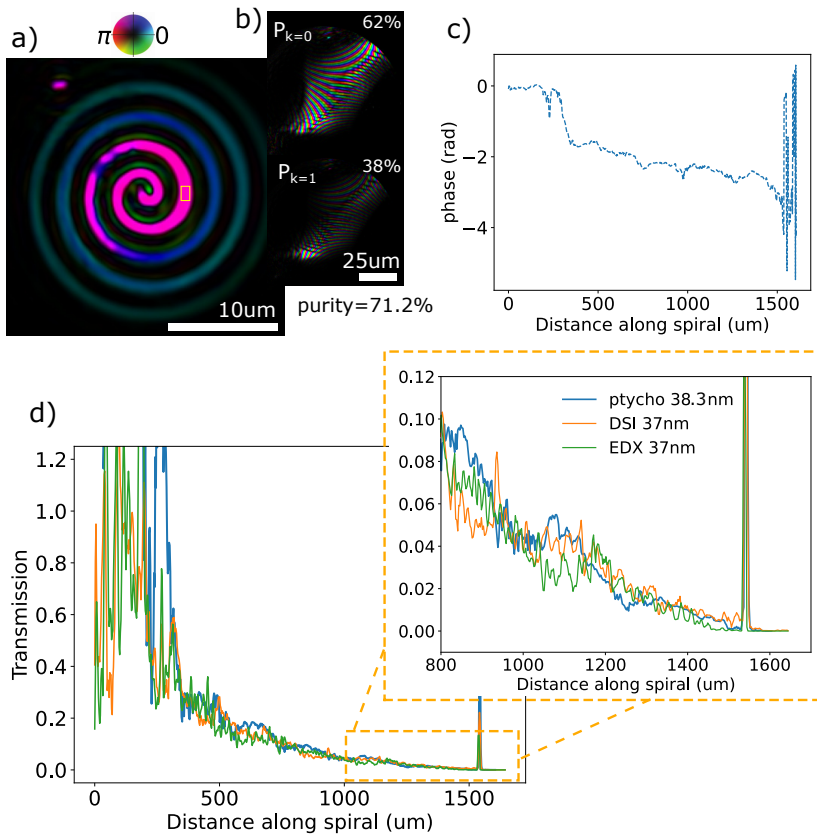 a)
π 0
10um
b)
P_{k=0} 62%
P_{k=1} 38%
25um
purity=71.2%
c)
0
−2
−4
phase (rad)
0 500 1000 1500
Distance along spiral (um)
d)
1.2
1.0
0.8
0.6
0.4
0.2
0.0
Transmission
0 500 1000 1500
Distance along spiral (um)
0.12
0.10
0.08
0.06
0.04
0.02
0.00
ptycho 38.3nm
DSI 37nm
EDX 37nm
800 1000 1200 1400 1600
Distance along spiral (um)